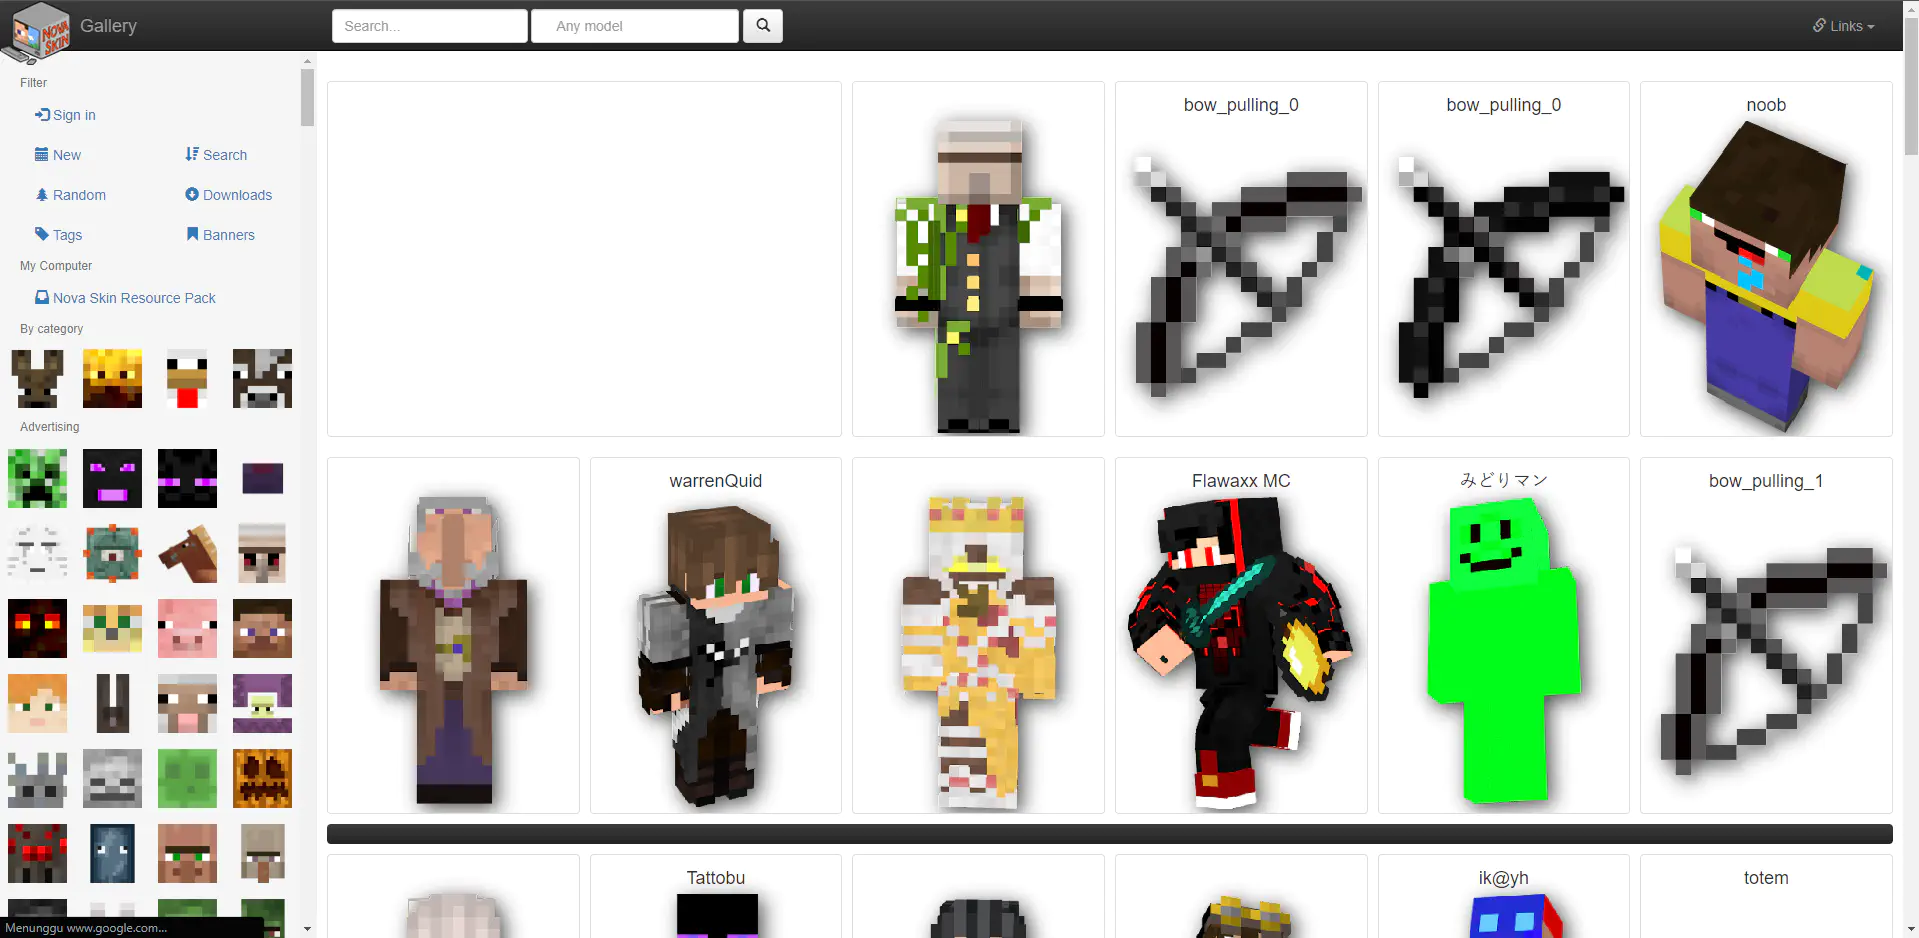 NOVA SKIN
Gallery
Search...
Any model
Links
Filter
Sign in
New
Search
Random
Downloads
Tags
Banners
My Computer
Nova Skin Resource Pack
By category
Advertising
bow_pulling_0
bow_pulling_0
noob
warrenQuid
Flawaxx MC
みどりマン
bow_pulling_1
Tattobu
ik@yh
totem
Menunggu www.google.com...